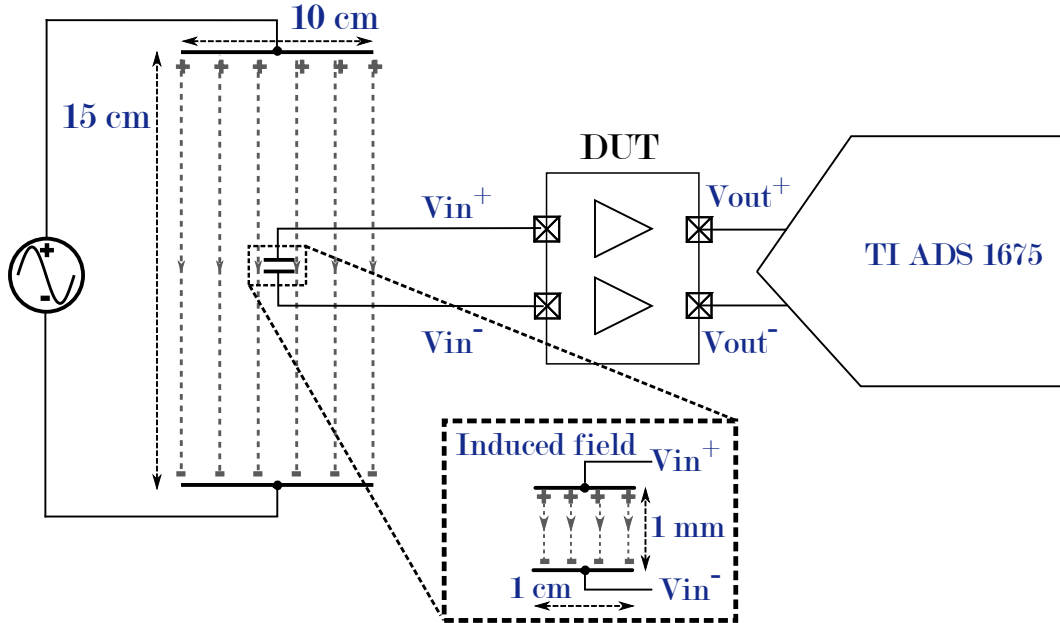 10 cm
15 cm
DUT
Vin+
Vout+
TI ADS 1675
Vin-
Vout-
Induced field
Vin+
1 mm
1 cm
Vin-